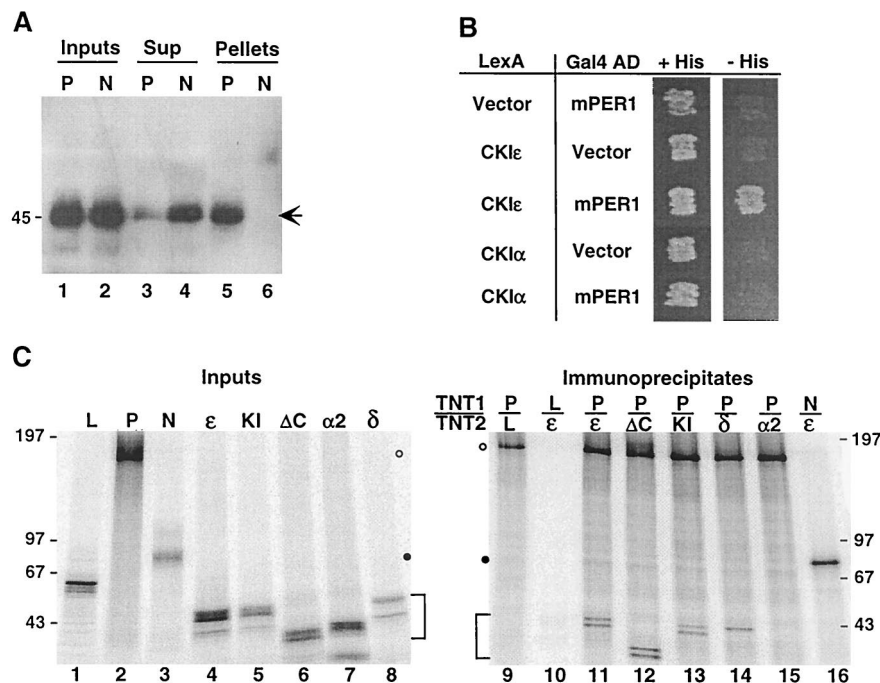 A
Inputs Sup Pellets
P N P N P N
45 -
1 2 3 4 5 6
B
LexA Gal4 AD + His - His
Vector mPER1
CKIε Vector
CKIε mPER1
CKIα Vector
CKIα mPER1
C
Inputs
L P N ε KI ΔC α2 δ
197 -
97 -
67 -
43 -
1 2 3 4 5 6 7 8
Immunoprecipitates
TNT1 P L P P P P P N
TNT2 L ε ε ΔC KI δ α2 ε
- 197
- 97
- 67
- 43
9 10 11 12 13 14 15 16